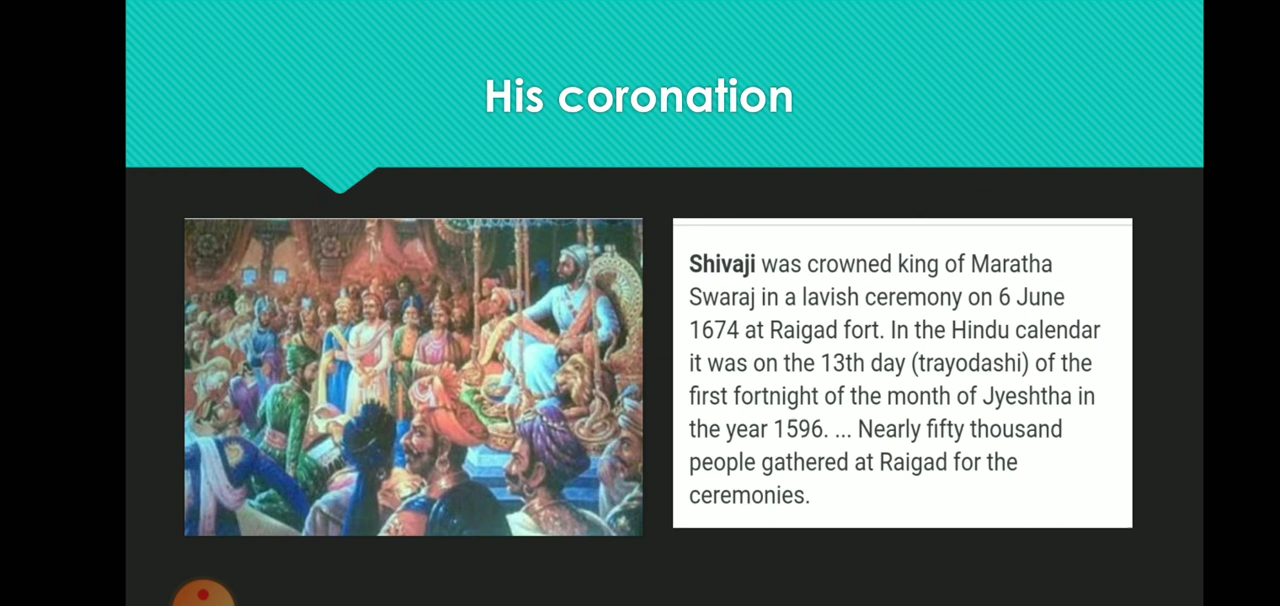 His coronation
Shivaji was crowned king of Maratha
Swaraj in a lavish ceremony on 6 June
1674 at Raigad fort. In the Hindu calendar
it was on the 13th day (trayodashi) of the
first fortnight of the month of Jyeshtha in
the year 1596. ... Nearly fifty thousand
people gathered at Raigad for the
ceremonies.